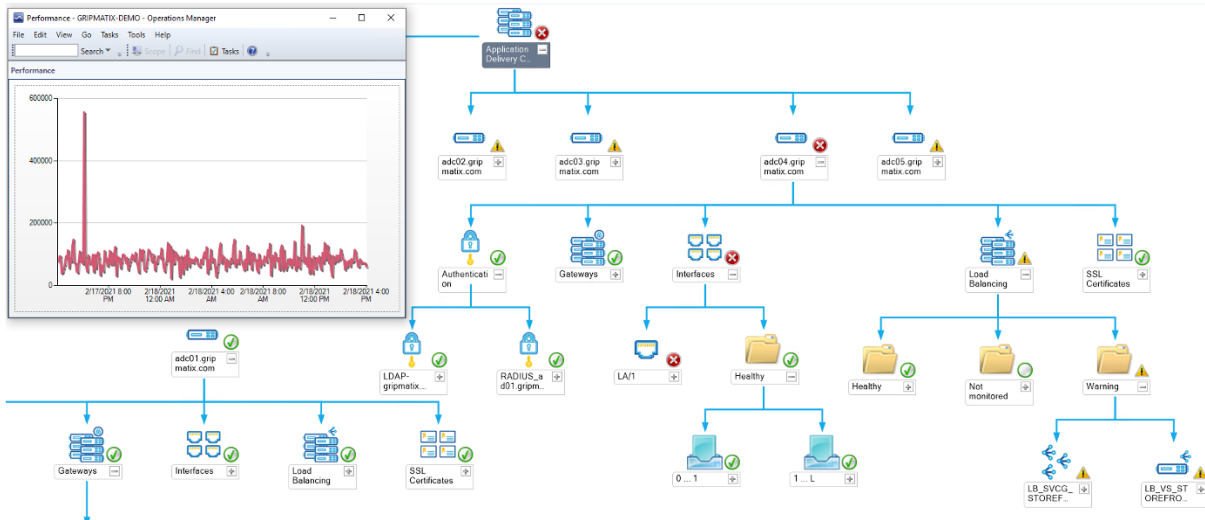 Performance - GRIPMATIX-DEMO - Operations Manager
File Edit View Go Tasks Tools Help
Search Scope Find Tasks
Performance
600000
400000
200000
0
2/17/2021 8:00 2/18/2021 2/18/2021 4 2/18/2021 8 2/18/2021 2/18/2021 4
PM 12:00 AM AM AM 12:00 PM PM
Application
Delivery C...
adc02.grip
matix.com
adc03.grip
matix.com
adc04.grip
matix.com
adc05.grip
matix.com
Authenticati
on
Gateways
Interfaces
Load
Balancing
SSL
Certificates
adc01.grip
matix.com
LDAP-
gripmatix...
RADIUS_a
d01.gripm...
LA/1
Healthy
Healthy
Not
monitored
Warning
Gateways
Interfaces
Load
Balancing
SSL
Certificates
0 ... 1
1 ... L
LB_SVCG_
STOREF...
LB_VS_ST
OREFRO...